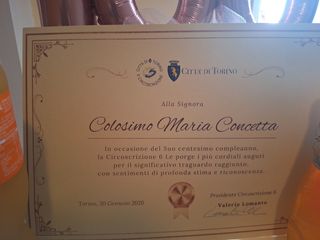 CITTA DI TORINO
Alla Signora
Colosimo Maria Concetta
In occasione del Suo centesimo compleanno,
la Circoscrizione 6 Le porge i più cordiali auguri
per il significativo traguardo raggiunto,
con sentimenti di profonda stima e riconoscenza.
Presidente Circoscrizione 6
Valerio Lomanto
Torino, 30 Gennaio 2026